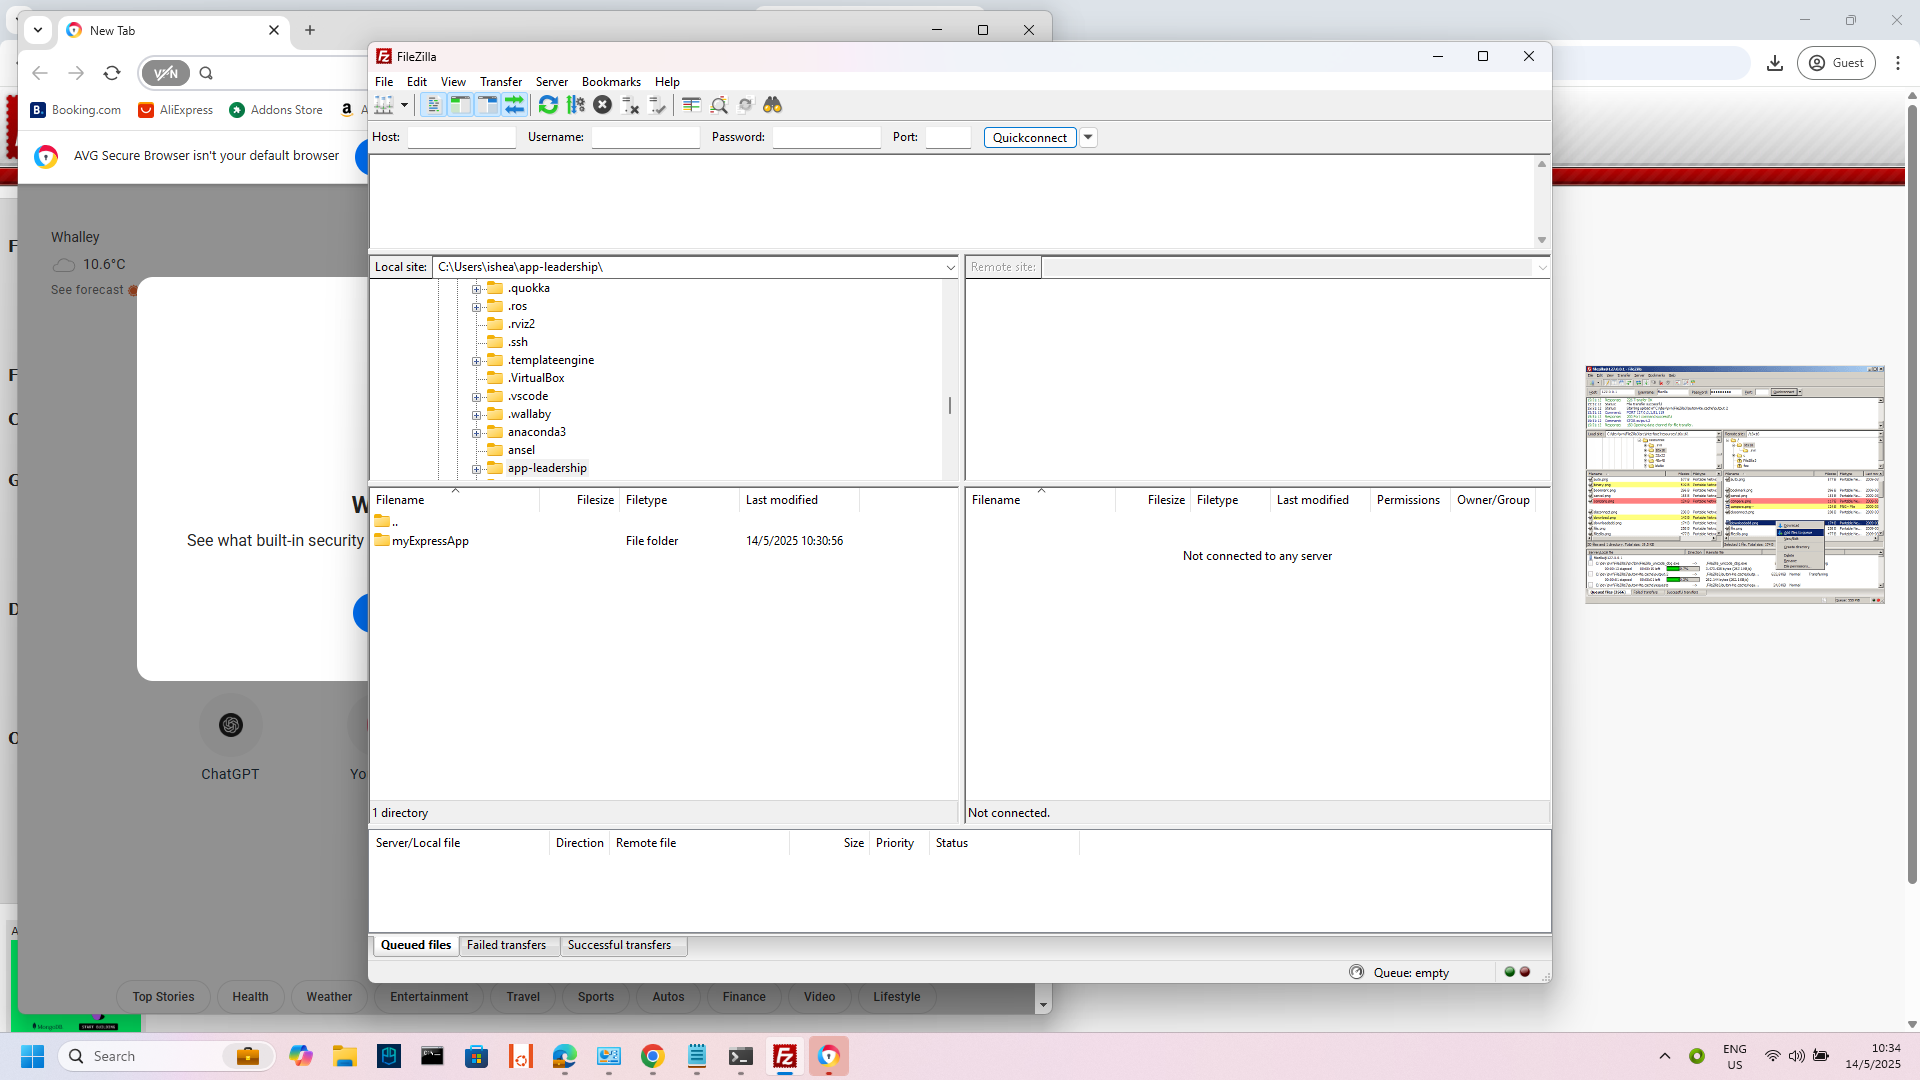 New Tab
Guest
FileZilla
File Edit View Transfer Server Bookmarks Help
VPN
Booking.com AliExpress Addons Store A
Host: Username: Password: Port: Quickconnect
AVG Secure Browser isn't your default browser
Whalley
10.6°C
See forecast
Local site: C:\Users\ishea\app-leadership\
Remote site:
.quokka
.ros
.rviz2
.ssh
.templateengine
.VirtualBox
.vscode
.wallaby
anaconda3
ansel
app-leadership
Filename Filesize Filetype Last modified
..
myExpressApp File folder 14/5/2025 10:30:56
1 directory
Filename Filesize Filetype Last modified Permissions Owner/Group
Not connected to any server
Not connected.
W
See what built-in security
ChatGPT
Yo
Server/Local file Direction Remote file Size Priority Status
Queued files Failed transfers Successful transfers
Queue: empty
Top Stories Health Weather Entertainment Travel Sports Autos Finance Video Lifestyle
Search
ENG
US
10:34
14/5/2025